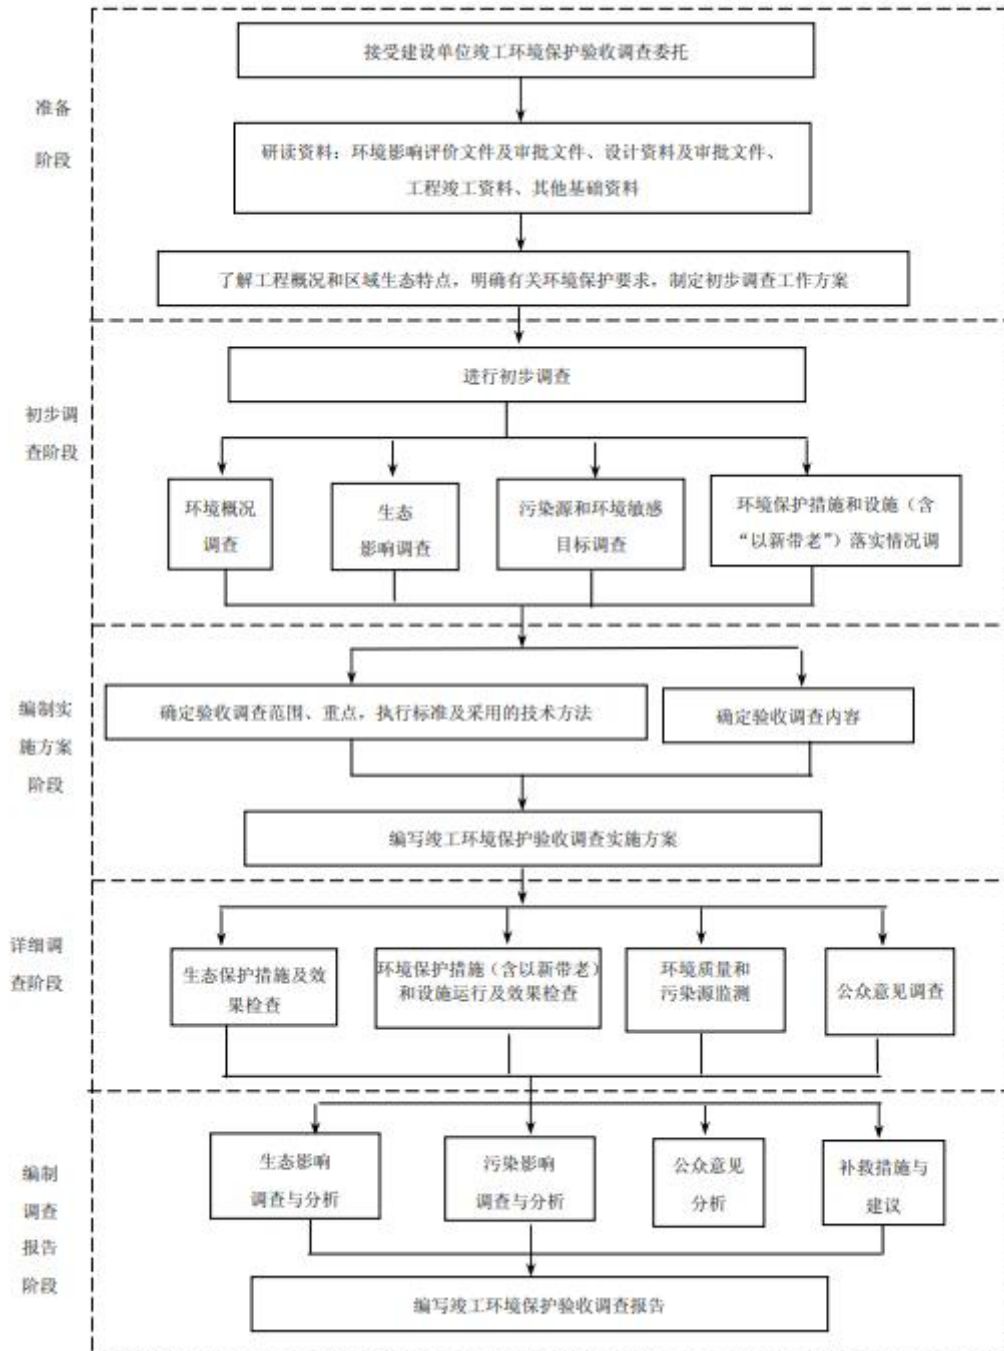 准备
阶段
接受建设单位竣工环境保护验收调查委托
研读资料：环境影响评价文件及审批文件、设计资料及审批文件、
工程竣工资料、其他基础资料
了解工程概况和区域生态特点，明确有关环境保护要求，制定初步调查工作方案
初步调
查阶段
进行初步调查
环境概况
调查
生态
影响调查
污染源和环境敏感
目标调查
环境保护措施和设施（含
“以新带老”）落实情况调
编制实
施方案
阶段
确定验收调查范围、重点，执行标准及采用的技术方法
确定验收调查内容
编写竣工环境保护验收调查实施方案
详细调
查阶段
生态保护措施及效
果检查
环境保护措施（含以新带老）
和设施运行及效果检查
环境质量和
污染源监测
公众意见调查
编制
调查
报告
阶段
生态影响
调查与分析
污染影响
调查与分析
公众意见
分析
补救措施与
建议
编写竣工环境保护验收调查报告